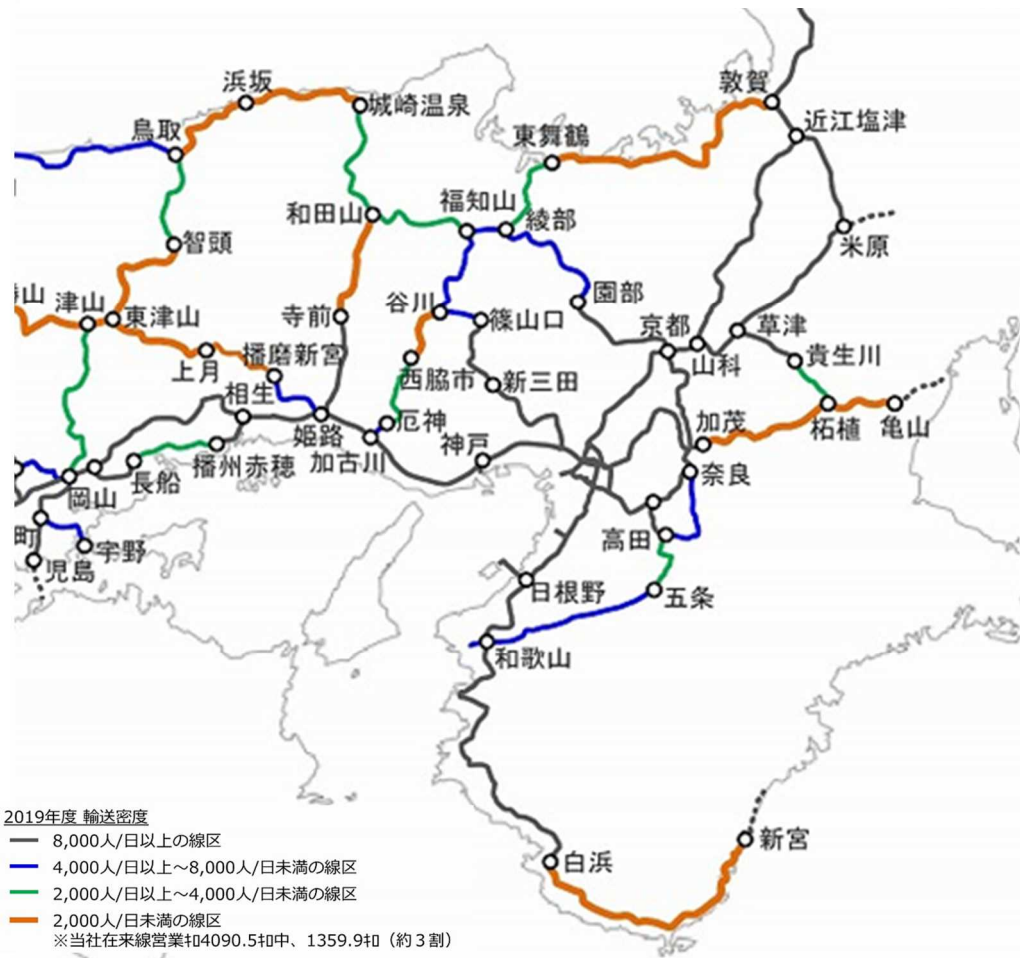 浜坂
城崎温泉
敦賀
近江塩津
鳥取
東舞鶴
和田山
福知山
綾部
智頭
米原
山
津山
東津山
寺前
谷川
篠山口
園部
京都
山科
草津
貴生川
上月
播磨新宮
相生
西脇市
新三田
姫路
加古川
厄神
神戸
加茂
柘植
亀山
播州赤穂
長船
岡山
奈良
高田
町
宇野
児島
日根野
五条
和歌山
白浜
新宮
2019年度 輸送密度
8,000人/日以上の線区
4,000人/日以上～8,000人/日未満の線区
2,000人/日以上～4,000人/日未満の線区
2,000人/日未満の線区
※当社在来線営業ｷﾛ4090.5ｷﾛ中、1359.9ｷﾛ（約３割）